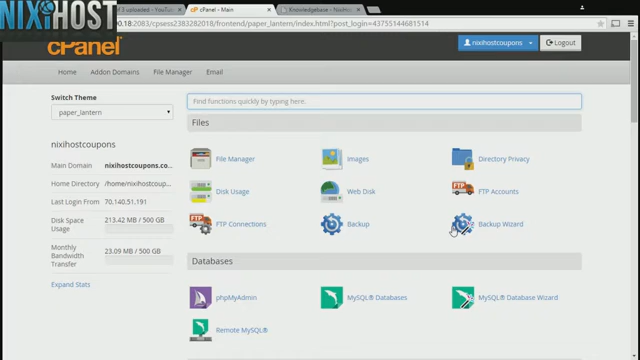 NIXIHOST
of 3 uploaded - YouTu
cPanel - Main
Knowledgebase - NixiHos
00.18:2083/cpsess2383282018/frontend/paper_lantern/index.html?post_login=43755144681514
cPanel
nixihostcoupons
Logout
Home
Addon Domains
File Manager
Email
Switch Theme
paper_lantern
Find functions quickly by typing here.
Files
nixihostcoupons
Main Domain
nixihostcoupons.co...
Home Directory
/home/nixihostcoup...
Last Login From
70.140.51.191
Disk Space Usage
213.42 MB / 500 GB
Monthly Bandwidth Transfer
23.09 MB / 500 GB
Expand Stats
File Manager
Images
Directory Privacy
Disk Usage
Web Disk
FTP Accounts
FTP Connections
Backup
Backup Wizard
Databases
phpMyAdmin
MySQL® Databases
MySQL® Database Wizard
Remote MySQL®